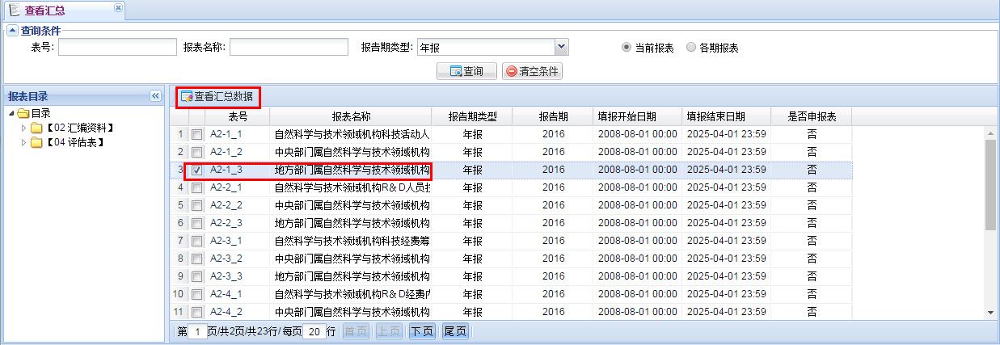 查看汇总
查询条件
表号: 报表名称: 报告期类型: 年报 当前报表 各期报表
查询 清空条件
报表目录
目录
【02 汇编资料】
【04 评估表】
查看汇总数据
表号 报表名称 报告期类型 报告期 填报开始日期 填报结束日期 是否审报表
1 A2-1_1 自然科学与技术领域机构科技活动人 年报 2016 2008-08-01 00:00 2025-04-01 23:59 否
2 A2-1_2 中央部门属自然科学与技术领域机构 年报 2016 2008-08-01 00:00 2025-04-01 23:59 否
3 A2-1_3 地方部门属自然科学与技术领域机构 年报 2016 2008-08-01 00:00 2025-04-01 23:59 否
4 A2-2_1 自然科学与技术领域机构R&D人员投 年报 2016 2008-08-01 00:00 2025-04-01 23:59 否
5 A2-2_2 中央部门属自然科学与技术领域机构 年报 2016 2008-08-01 00:00 2025-04-01 23:59 否
6 A2-2_3 地方部门属自然科学与技术领域机构 年报 2016 2008-08-01 00:00 2025-04-01 23:59 否
7 A2-3_1 自然科学与技术领域机构科技经费筹 年报 2016 2008-08-01 00:00 2025-04-01 23:59 否
8 A2-3_2 中央部门属自然科学与技术领域机构 年报 2016 2008-08-01 00:00 2025-04-01 23:59 否
9 A2-3_3 地方部门属自然科学与技术领域机构 年报 2016 2008-08-01 00:00 2025-04-01 23:59 否
10 A2-4_1 自然科学与技术领域机构R&D经费内 年报 2016 2008-08-01 00:00 2025-04-01 23:59 否
11 A2-4_2 中央部门属自然科学与技术领域机构 年报 2016 2008-08-01 00:00 2025-04-01 23:59 否
第 1 页/共2页/共23行/每页 20 行 首页 上页 下页 尾页